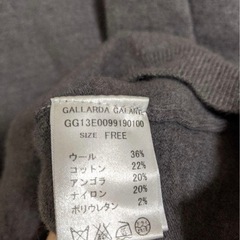 GALLARDA GALANTE
GG13E0099190100
SIZE FREE
ウール 36%
コットン 22%
アンゴラ 20%
ナイロン 20%
ポリウレタン 2%